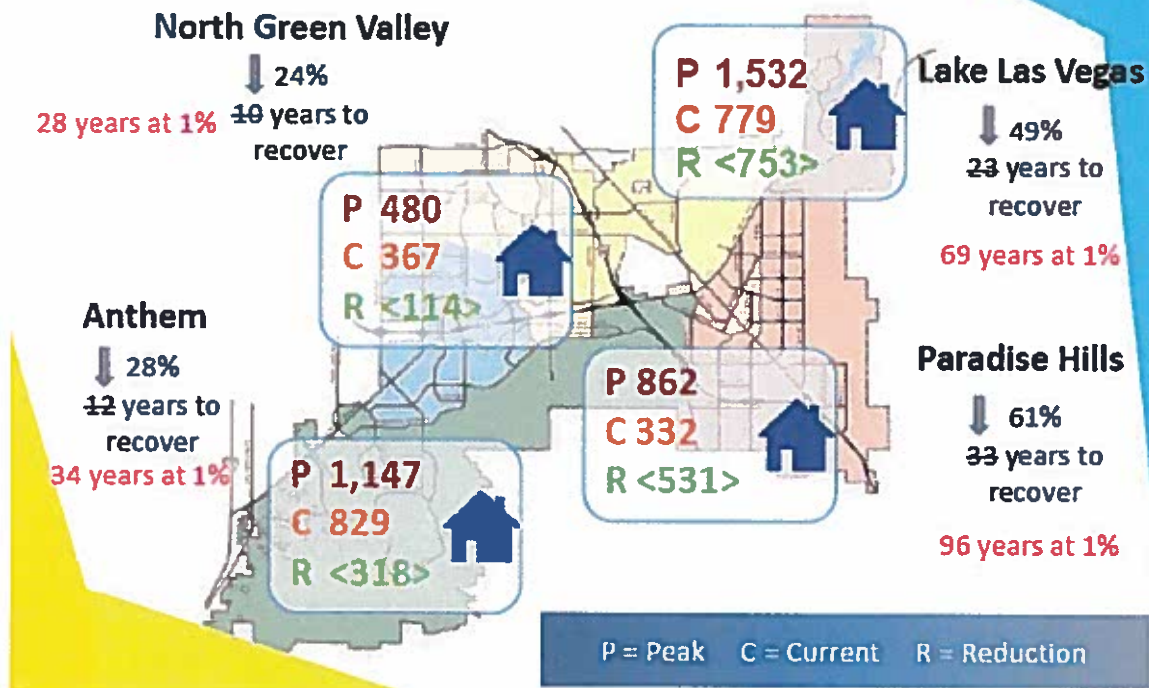 North Green Valley
24%
28 years at 1% 10 years to
recover
P 480
C 367
R <114>
P 1,532
C 779
R <753>
Lake Las Vegas
49%
23 years to
recover
69 years at 1%
Anthem
28%
12 years to
recover
34 years at 1%
P 1,147
C 829
R <318>
P 862
C 332
R <531>
Paradise Hills
61%
33 years to
recover
96 years at 1%
P = Peak C = Current R = Reduction